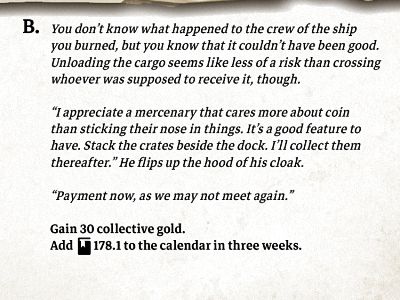 B. You don't know what happened to the crew of the ship
you burned, but you know that it couldn't have been good.
Unloading the cargo seems like less of a risk than crossing
whoever was supposed to receive it, though.
“I appreciate a mercenary that cares more about coin
than sticking their nose in things. It's a good feature to
have. Stack the crates beside the dock. I'll collect them
thereafter.” He flips up the hood of his cloak.
“Payment now, as we may not meet again.”
Gain 30 collective gold.
Add 178.1 to the calendar in three weeks.